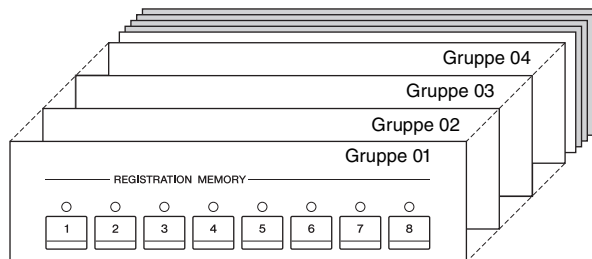 Gruppe 04
Gruppe 03
Gruppe 02
Gruppe 01
REGISTRATION MEMORY
1 2 3 4 5 6 7 8